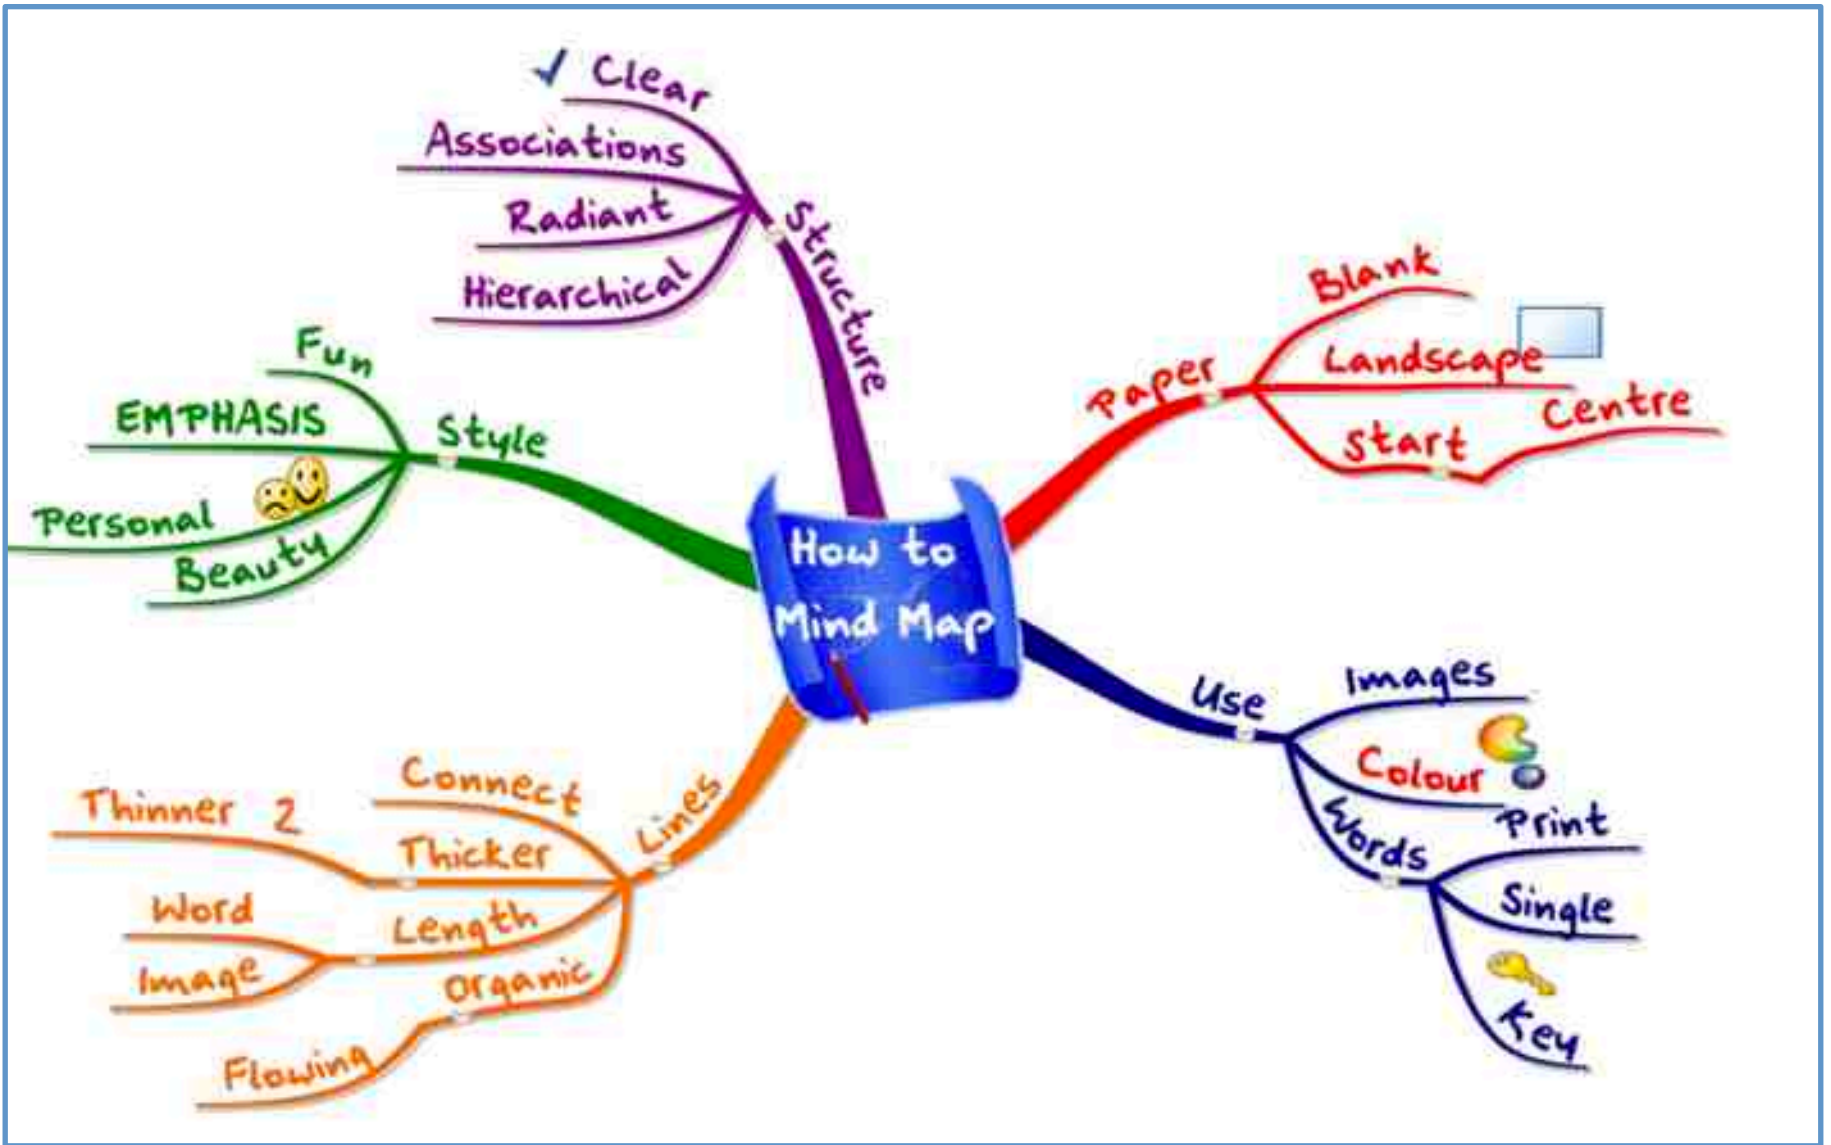 How to
Mind Map
Paper
Blank
Landscape
Start
Centre
Use
Images
Colour
Words
Print
Single
Key
Lines
Connect
Thicker
Thinner 2
Length
Word
Image
Organic
Flowing
Style
Fun
EMPHASIS
Personal
Beauty
Structure
Clear
Associations
Radiant
Hierarchical